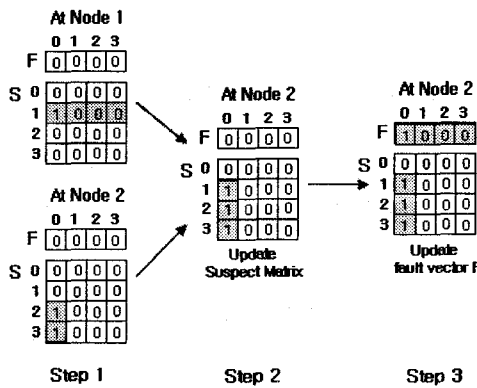 At Node 1
0 1 2 3
F 0 0 0 0
S 0 0 0 0 0
1 1 0 0 0
2 0 0 0 0
3 0 0 0 0
At Node 2
0 1 2 3
F 0 0 0 0
S 0 0 0 0 0
1 0 0 0 0
2 1 0 0 0
3 1 0 0 0
Step 1
At Node 2
0 1 2 3
F 0 0 0 0
S 0 0 0 0 0
1 1 0 0 0
2 1 0 0 0
3 1 0 0 0
Update
Suspect Matrix
Step 2
At Node 2
0 1 2 3
F 1 0 0 0
S 0 0 0 0 0
1 1 0 0 0
2 1 0 0 0
3 1 0 0 0
Update
fault vector F
Step 3